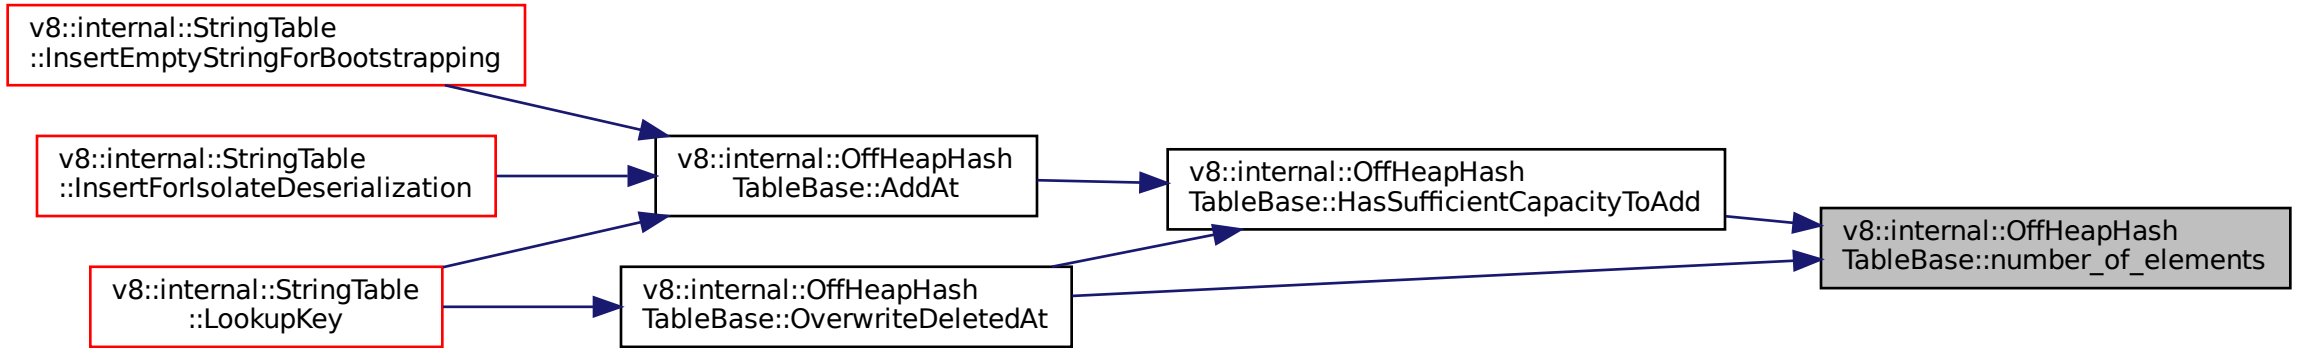 v8::internal::StringTable
::InsertEmptyStringForBootstrapping
v8::internal::StringTable
::InsertForIsolateDeserialization
v8::internal::StringTable
::LookupKey
v8::internal::OffHeapHash
TableBase::AddAt
v8::internal::OffHeapHash
TableBase::OverwriteDeletedAt
v8::internal::OffHeapHash
TableBase::HasSufficientCapacityToAdd
v8::internal::OffHeapHash
TableBase::number_of_elements